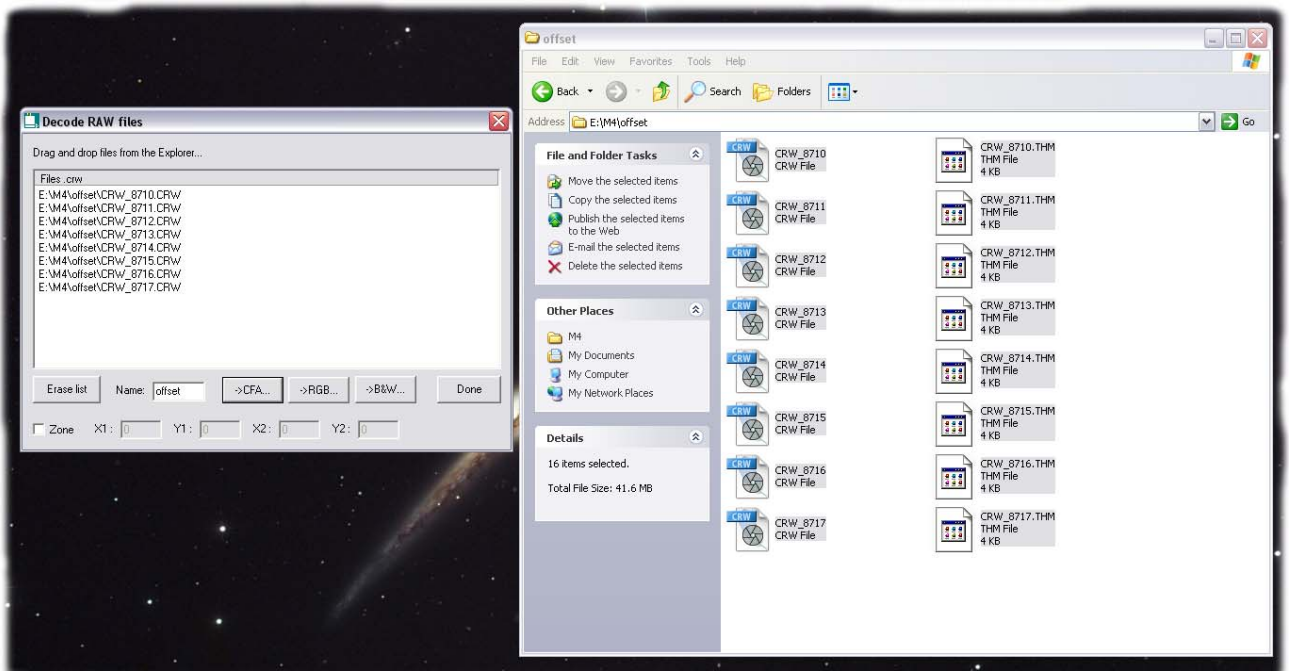 Decode RAW files
Drag and drop files from the Explorer...
Files .crw
E:\M4\offset\CRW_8710.CRW
E:\M4\offset\CRW_8711.CRW
E:\M4\offset\CRW_8712.CRW
E:\M4\offset\CRW_8713.CRW
E:\M4\offset\CRW_8714.CRW
E:\M4\offset\CRW_8715.CRW
E:\M4\offset\CRW_8716.CRW
E:\M4\offset\CRW_8717.CRW
Erase list Name: offset ->CFA... ->RGB... ->B&W... Done
Zone X1 : 0 Y1 : 0 X2 : 0 Y2 : 0
offset
File Edit View Favorites Tools Help
Back Search Folders
Address E:\M4\offset Go
File and Folder Tasks
Move the selected items
Copy the selected items
Publish the selected items
to the Web
E-mail the selected items
Delete the selected items
Other Places
M4
My Documents
My Computer
My Network Places
Details
16 items selected.
Total File Size: 41.6 MB
CRW
CRW_8710
CRW File
CRW_8710.THM
THM File
4 KB
CRW
CRW_8711
CRW File
CRW_8711.THM
THM File
4 KB
CRW
CRW_8712
CRW File
CRW_8712.THM
THM File
4 KB
CRW
CRW_8713
CRW File
CRW_8713.THM
THM File
4 KB
CRW
CRW_8714
CRW File
CRW_8714.THM
THM File
4 KB
CRW
CRW_8715
CRW File
CRW_8715.THM
THM File
4 KB
CRW
CRW_8716
CRW File
CRW_8716.THM
THM File
4 KB
CRW
CRW_8717
CRW File
CRW_8717.THM
THM File
4 KB